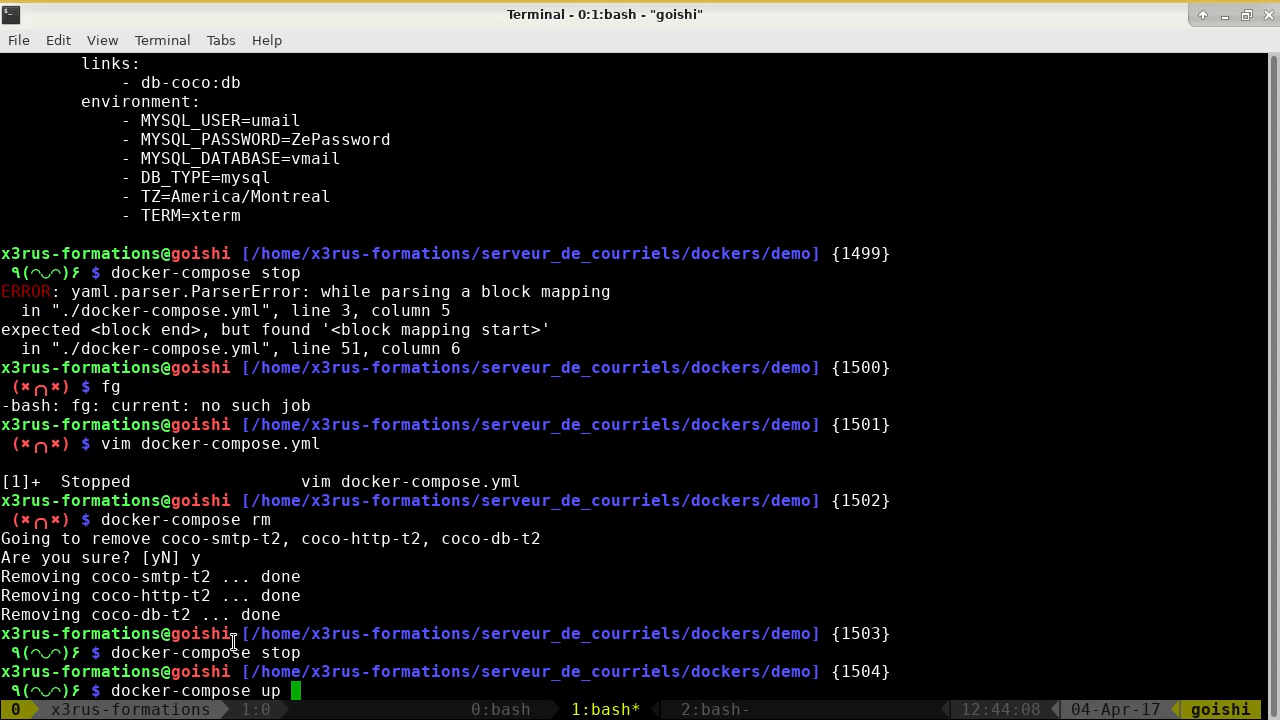 Terminal - 0:1:bash - "goishi"
File Edit View Terminal Tabs Help
links:
- db-coco:db
environment:
- MYSQL_USER=umail
- MYSQL_PASSWORD=ZePassword
- MYSQL_DATABASE=vmail
- DB_TYPE=mysql
- TZ=America/Montreal
- TERM=xterm
x3rus-formations@goishi [/home/x3rus-formations/serveur_de_courriels/dockers/demo] {1499}
٩(◠‿◠)۶ $ docker-compose stop
ERROR: yaml.parser.ParserError: while parsing a block mapping
in "./docker-compose.yml", line 3, column 5
expected <block end>, but found '<block mapping start>'
in "./docker-compose.yml", line 51, column 6
x3rus-formations@goishi [/home/x3rus-formations/serveur_de_courriels/dockers/demo] {1500}
(✖╭╮✖) $ fg
-bash: fg: current: no such job
x3rus-formations@goishi [/home/x3rus-formations/serveur_de_courriels/dockers/demo] {1501}
(✖╭╮✖) $ vim docker-compose.yml
[1]+  Stopped                 vim docker-compose.yml
x3rus-formations@goishi [/home/x3rus-formations/serveur_de_courriels/dockers/demo] {1502}
(✖╭╮✖) $ docker-compose rm
Going to remove coco-smtp-t2, coco-http-t2, coco-db-t2
Are you sure? [yN] y
Removing coco-smtp-t2 ... done
Removing coco-http-t2 ... done
Removing coco-db-t2 ... done
x3rus-formations@goishi [/home/x3rus-formations/serveur_de_courriels/dockers/demo] {1503}
٩(◠‿◠)۶ $ docker-compose stop
x3rus-formations@goishi [/home/x3rus-formations/serveur_de_courriels/dockers/demo] {1504}
٩(◠‿◠)۶ $ docker-compose up
0 x3rus-formations 1:0 0:bash 1:bash* 2:bash- 12:44:08 04-Apr-17 goishi